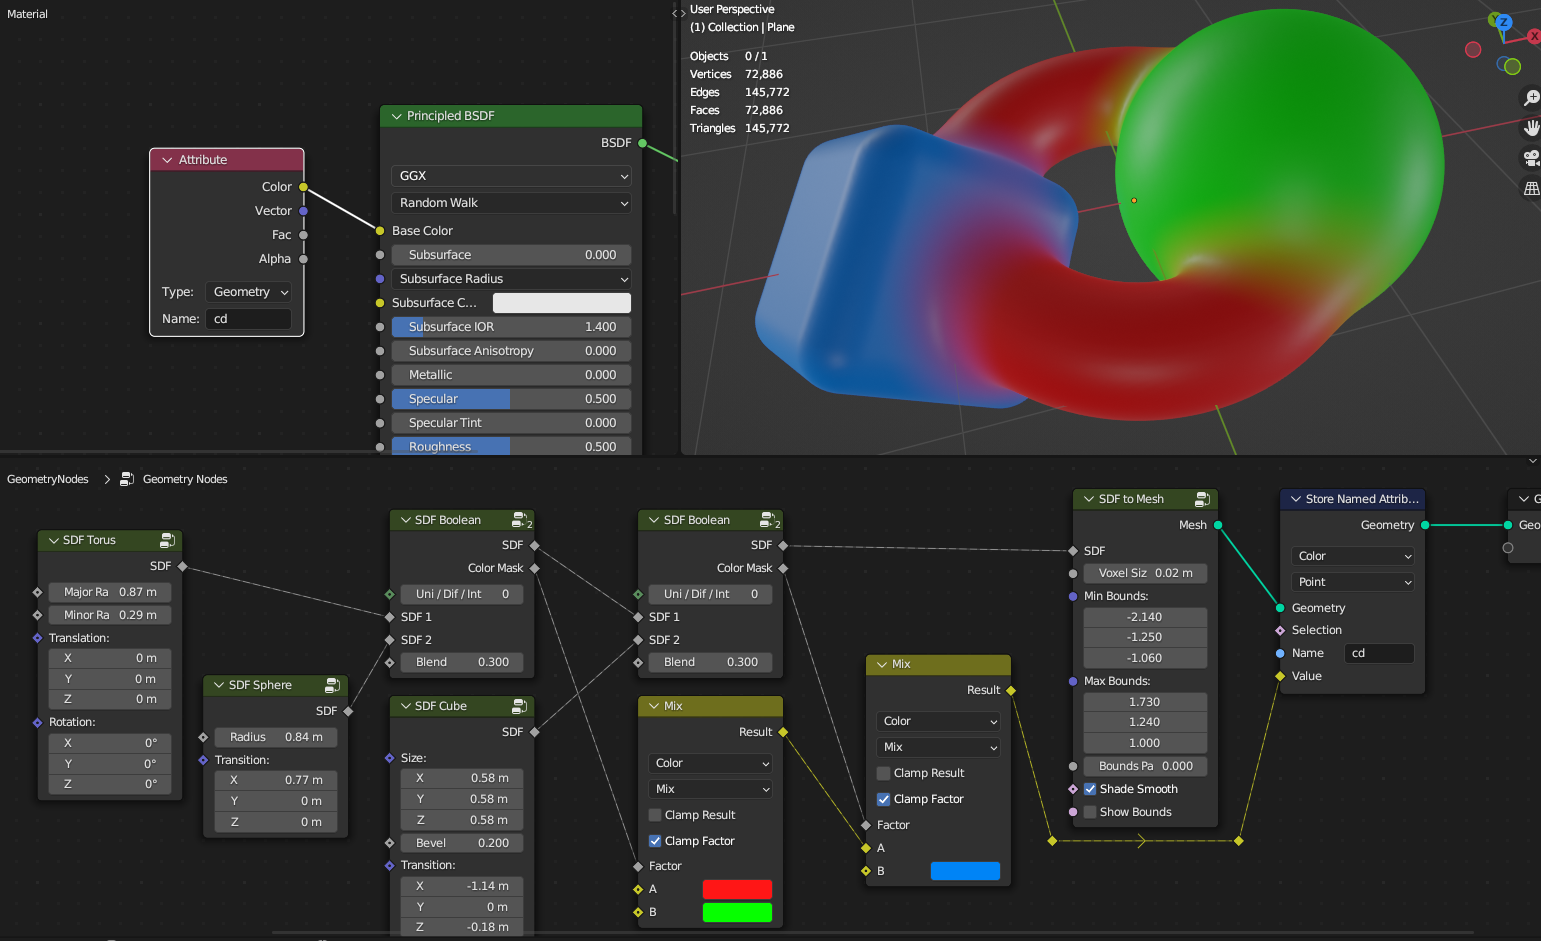 Material
Attribute
Color
Vector
Fac
Alpha
Type: Geometry
Name: cd
Principled BSDF
BSDF
GGX
Random Walk
Base Color
Subsurface 0.000
Subsurface Radius
Subsurface C...
Subsurface IOR 1.400
Subsurface Anisotropy 0.000
Metallic 0.000
Specular 0.500
Specular Tint 0.000
Roughness 0.500
User Perspective
(1) Collection | Plane
Objects 0 / 1
Vertices 72,886
Edges 145,772
Faces 72,886
Triangles 145,772
Y
Z
X
GeometryNodes > Geometry Nodes
SDF Torus
SDF
Major Ra 0.87 m
Minor Ra 0.29 m
Translation:
X 0 m
Y 0 m
Z 0 m
Rotation:
X 0°
Y 0°
Z 0°
SDF Sphere
SDF
Radius 0.84 m
Transition:
X 0.77 m
Y 0 m
Z 0 m
SDF Boolean 2
SDF
Color Mask
Uni / Dif / Int 0
SDF 1
SDF 2
Blend 0.300
SDF Cube
SDF
Size:
X 0.58 m
Y 0.58 m
Z 0.58 m
Bevel 0.200
Transition:
X -1.14 m
Y 0 m
Z -0.18 m
SDF Boolean 2
SDF
Color Mask
Uni / Dif / Int 0
SDF 1
SDF 2
Blend 0.300
Mix
Result
Color
Mix
Clamp Result
Clamp Factor
Factor
A
B
Mix
Result
Color
Mix
Clamp Result
Clamp Factor
Factor
A
B
SDF to Mesh
Mesh
SDF
Voxel Siz 0.02 m
Min Bounds:
-2.140
-1.250
-1.060
Max Bounds:
1.730
1.240
1.000
Bounds Pa 0.000
Shade Smooth
Show Bounds
Store Named Attrib...
Geometry
Color
Point
Geometry
Selection
Name cd
Value
G
Geo